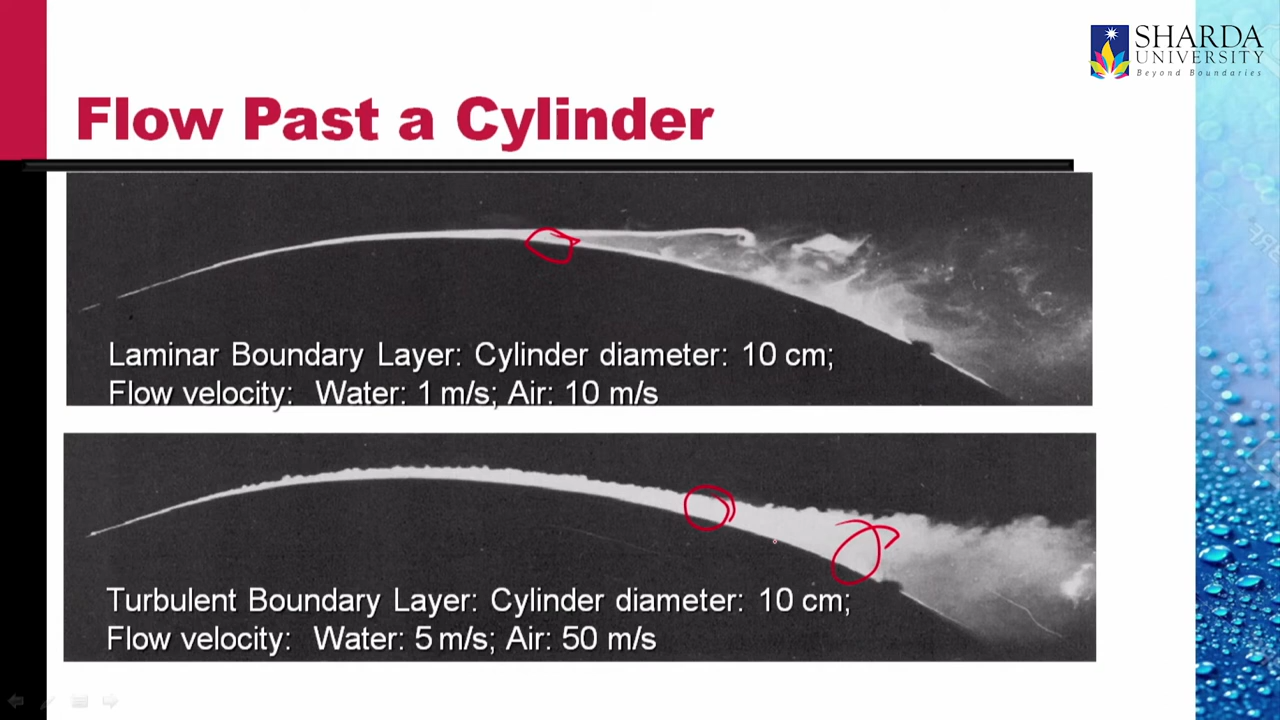 SHARDA
UNIVERSITY
Beyond Boundaries
Flow Past a Cylinder
Laminar Boundary Layer: Cylinder diameter: 10 cm;
Flow velocity: Water: 1 m/s; Air: 10 m/s
Turbulent Boundary Layer: Cylinder diameter: 10 cm;
Flow velocity: Water: 5 m/s; Air: 50 m/s